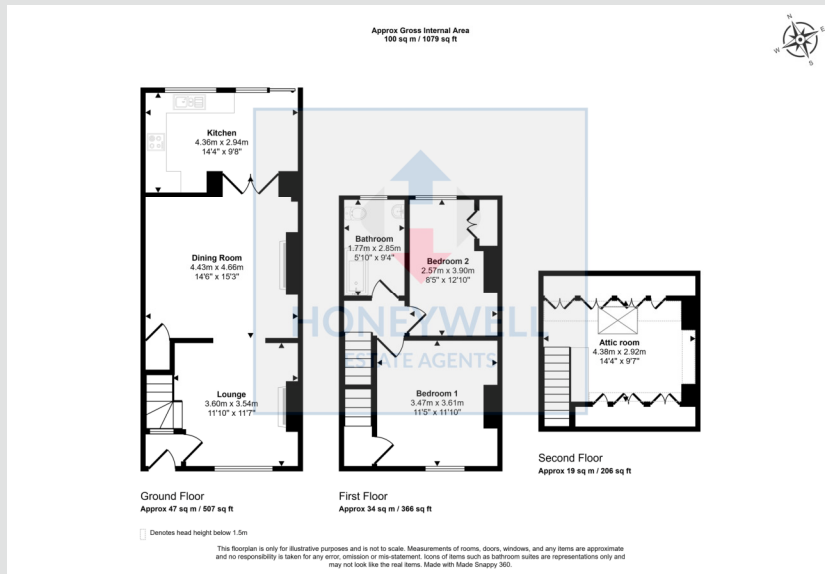 Approx Gross Internal Area
100 sq m / 1079 sq ft
N
E
S
W
Kitchen
4.36m x 2.94m
14'4" x 9'8"
Dining Room
4.43m x 4.66m
14'6" x 15'3"
Lounge
3.60m x 3.54m
11'10" x 11'7"
Ground Floor
Approx 47 sq m / 507 sq ft
Bathroom
1.77m x 2.85m
5'10" x 9'4"
Bedroom 2
2.57m x 3.90m
8'5" x 12'10"
HONEYWELL
ESTATE AGENTS
Bedroom 1
3.47m x 3.61m
11'5" x 11'10"
First Floor
Approx 34 sq m / 366 sq ft
Attic room
4.38m x 2.92m
14'4" x 9'7"
Second Floor
Approx 19 sq m / 206 sq ft
Denotes head height below 1.5m
This floorplan is only for illustrative purposes and is not to scale. Measurements of rooms, doors, windows, and any items are approximate
and no responsibility is taken for any error, omission or mis-statement. Icons of items such as bathroom suites are representations only and
may not look like the real items. Made with Made Snappy 360.